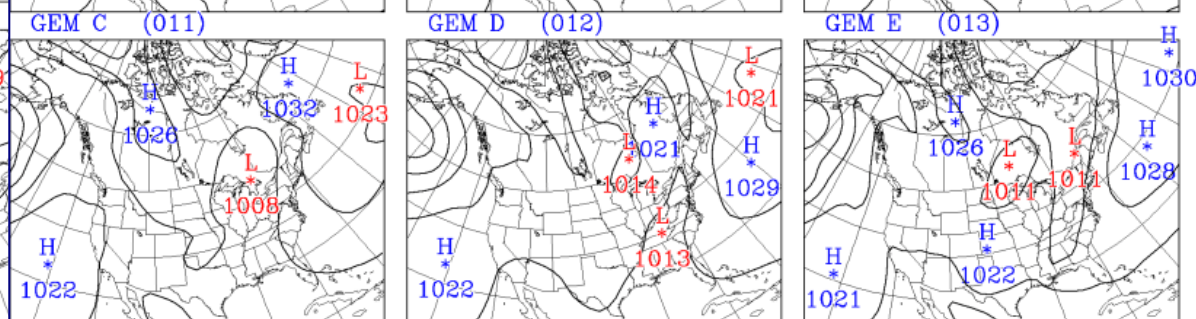 GEM C (011)
H
1026
H
1032
L
1023
L
1008
H
1022
GEM D (012)
L
1021
H
1021
L
1014
H
1029
L
1013
H
1022
GEM E (013)
H
1030
H
1026
L
1011
L
1011
H
1028
H
1022
H
1021